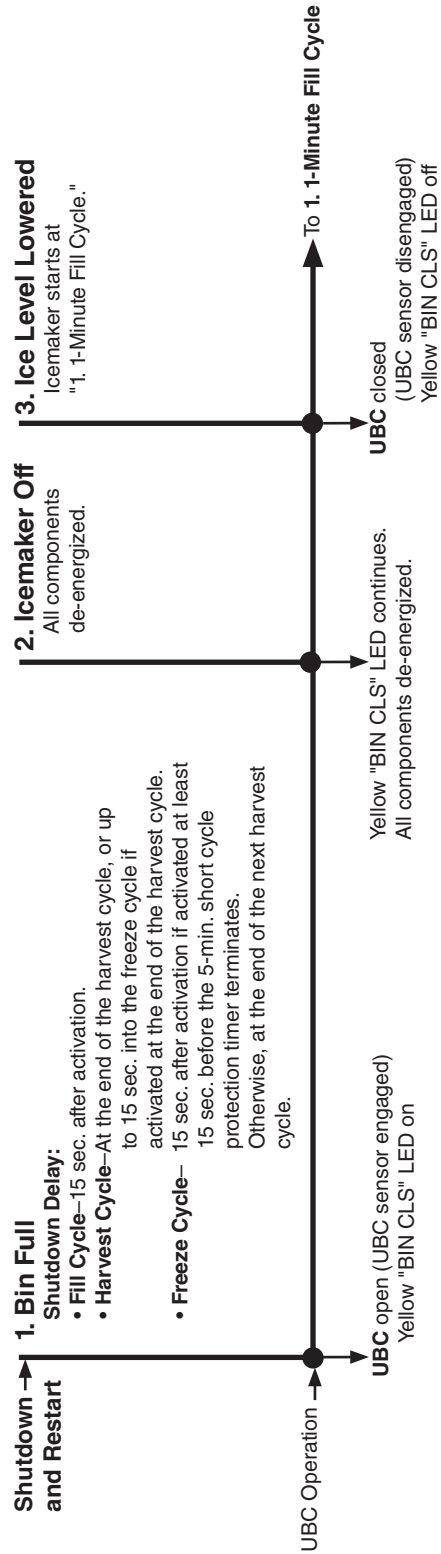 Shutdown
and Restart
1. Bin Full
Shutdown Delay:
• Fill Cycle–15 sec. after activation.
• Harvest Cycle–At the end of the harvest cycle, or up
to 15 sec. into the freeze cycle if
activated at the end of the harvest cycle.
• Freeze Cycle– 15 sec. after activation if activated at least
15 sec. before the 5-min. short cycle
protection timer terminates.
Otherwise, at the end of the next harvest
cycle.
2. Icemaker Off
All components
de-energized.
3. Ice Level Lowered
Icemaker starts at
"1. 1-Minute Fill Cycle."
UBC Operation
To 1. 1-Minute Fill Cycle
UBC open (UBC sensor engaged)
Yellow "BIN CLS" LED on
Yellow "BIN CLS" LED continues.
All components de-energized.
UBC closed
(UBC sensor disengaged)
Yellow "BIN CLS" LED off